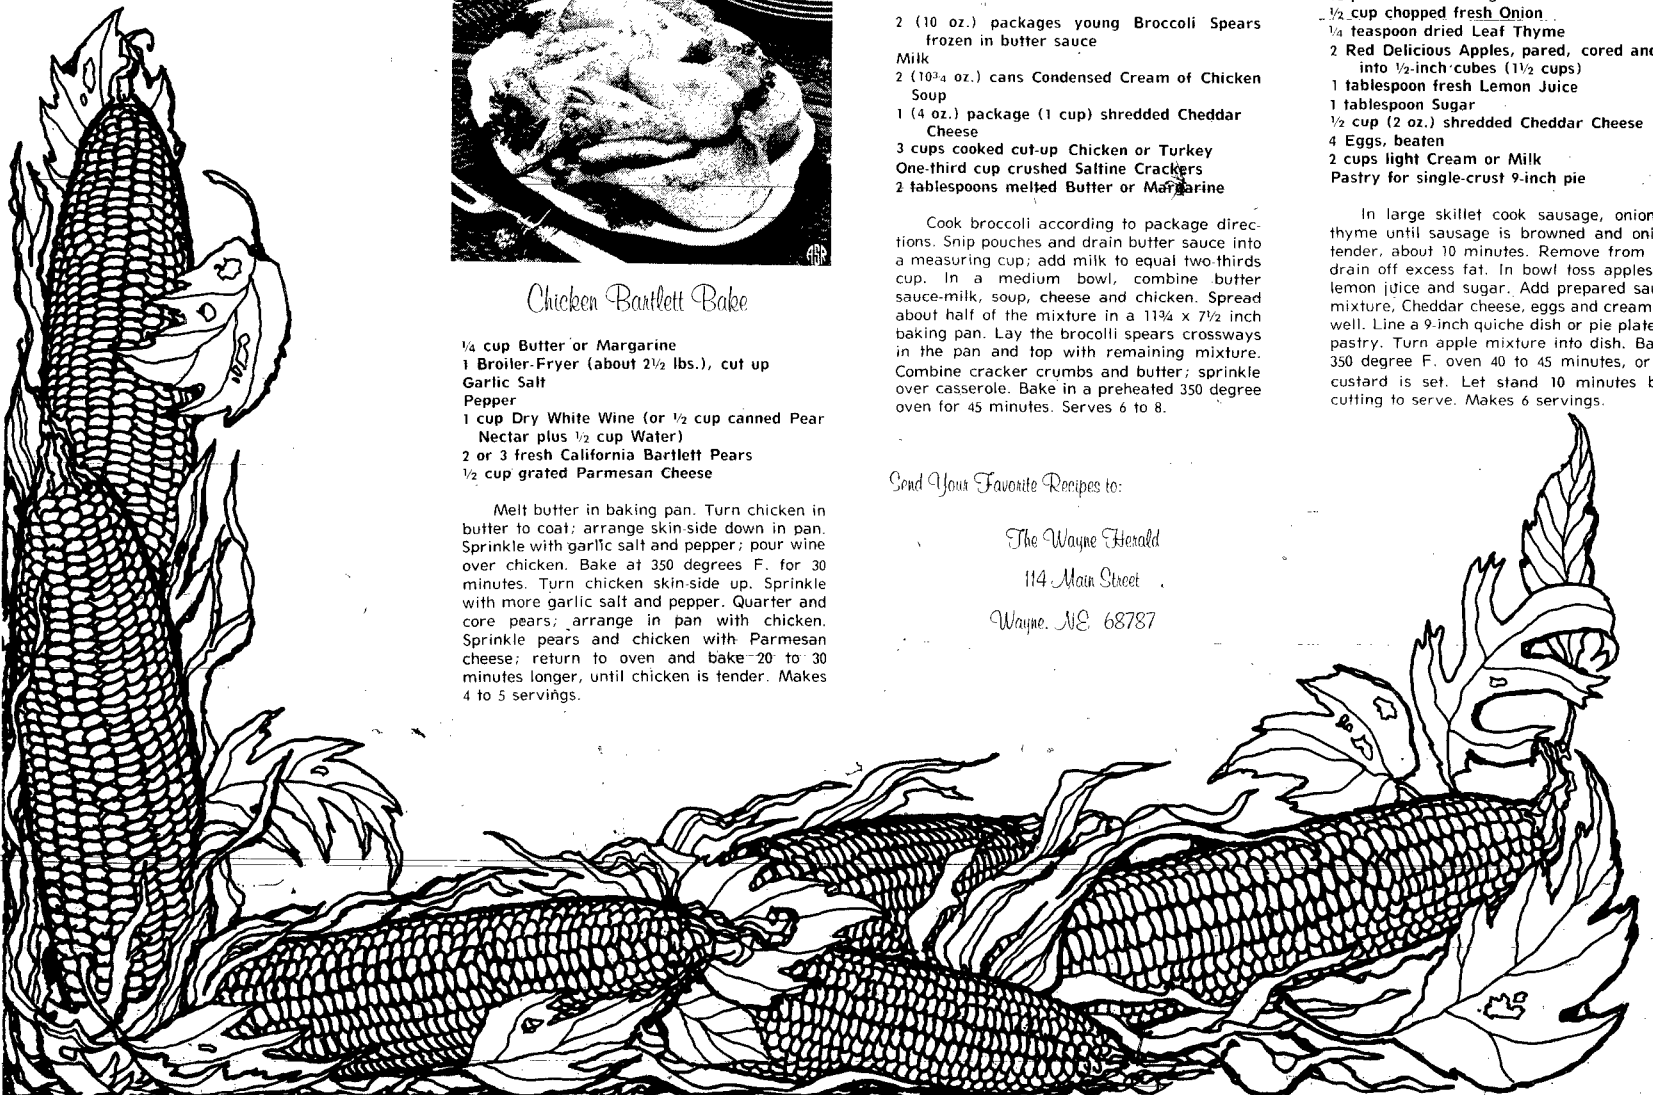 ASR
Chicken Bartlett Bake
¼ cup Butter or Margarine
1 Broiler-Fryer (about 2½ lbs.), cut up
Garlic Salt
Pepper
1 cup Dry White Wine (or ½ cup canned Pear
Nectar plus ½ cup Water)
2 or 3 fresh California Bartlett Pears
½ cup grated Parmesan Cheese
Melt butter in baking pan. Turn chicken in
butter to coat; arrange skin-side down in pan.
Sprinkle with garlic salt and pepper; pour wine
over chicken. Bake at 350 degrees F. for 30
minutes. Turn chicken skin-side up. Sprinkle
with more garlic salt and pepper. Quarter and
core pears; arrange in pan with chicken.
Sprinkle pears and chicken with Parmesan
cheese; return to oven and bake 20 to 30
minutes longer, until chicken is tender. Makes
4 to 5 servings.
2 (10 oz.) packages young Broccoli Spears
frozen in butter sauce
Milk
2 (10¾ oz.) cans Condensed Cream of Chicken
Soup
1 (4 oz.) package (1 cup) shredded Cheddar
Cheese
3 cups cooked cut-up Chicken or Turkey
One-third cup crushed Saltine Crackers
2 tablespoons melted Butter or Margarine
Cook broccoli according to package direc-
tions. Snip pouches and drain butter sauce into
a measuring cup; add milk to equal two-thirds
cup. In a medium bowl, combine butter
sauce-milk, soup, cheese and chicken. Spread
about half of the mixture in a 11¾ x 7½ inch
baking pan. Lay the brocolli spears crossways
in the pan and top with remaining mixture.
Combine cracker crumbs and butter; sprinkle
over casserole. Bake in a preheated 350 degree
oven for 45 minutes. Serves 6 to 8.
Send Your Favorite Recipes to:
The Wayne Herald
114 Main Street
Wayne, NE 68787
½ cup chopped fresh Onion
¼ teaspoon dried Leaf Thyme
2 Red Delicious Apples, pared, cored and
into ½-inch cubes (1½ cups)
1 tablespoon fresh Lemon Juice
1 tablespoon Sugar
½ cup (2 oz.) shredded Cheddar Cheese
4 Eggs, beaten
2 cups light Cream or Milk
Pastry for single-crust 9-inch pie
In large skillet cook sausage, onion
thyme until sausage is browned and oni
tender, about 10 minutes. Remove from
drain off excess fat. In bowl toss apples
lemon juice and sugar. Add prepared sau
mixture, Cheddar cheese, eggs and cream
well. Line a 9-inch quiche dish or pie plate
pastry. Turn apple mixture into dish. Ba
350 degree F. oven 40 to 45 minutes, or
custard is set. Let stand 10 minutes b
cutting to serve. Makes 6 servings.